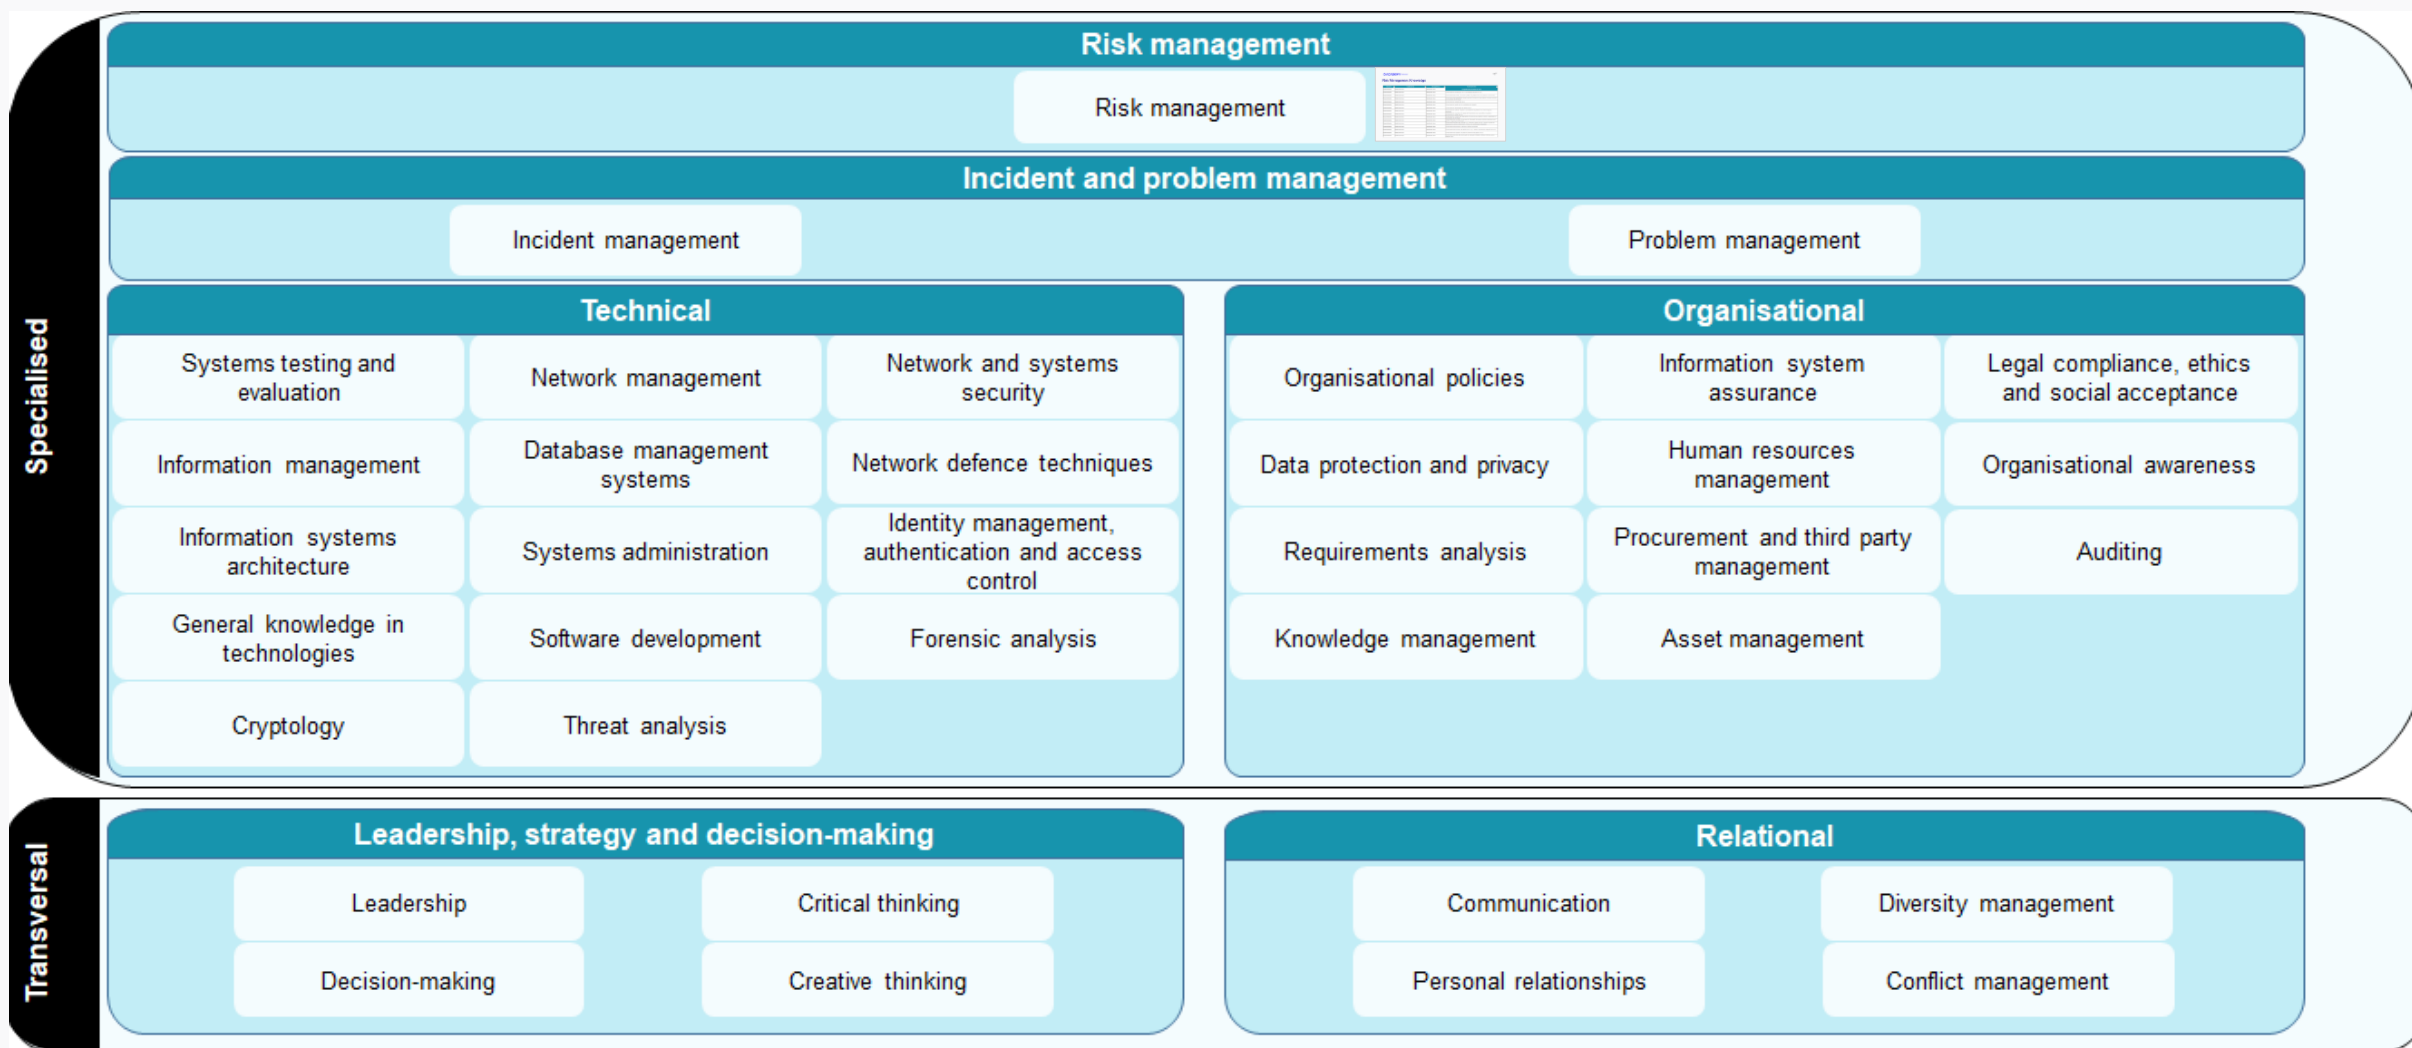 Specialised
Risk management
Risk management
Incident and problem management
Incident management
Problem management
Technical
Systems testing and
evaluation
Network management
Network and systems
security
Information management
Database management
systems
Network defence techniques
Information systems
architecture
Systems administration
Identity management,
authentication and access
control
General knowledge in
technologies
Software development
Forensic analysis
Cryptology
Threat analysis
Organisational
Organisational policies
Information system
assurance
Legal compliance, ethics
and social acceptance
Data protection and privacy
Human resources
management
Organisational awareness
Requirements analysis
Procurement and third party
management
Auditing
Knowledge management
Asset management
Transversal
Leadership, strategy and decision-making
Leadership
Critical thinking
Decision-making
Creative thinking
Relational
Communication
Diversity management
Personal relationships
Conflict management